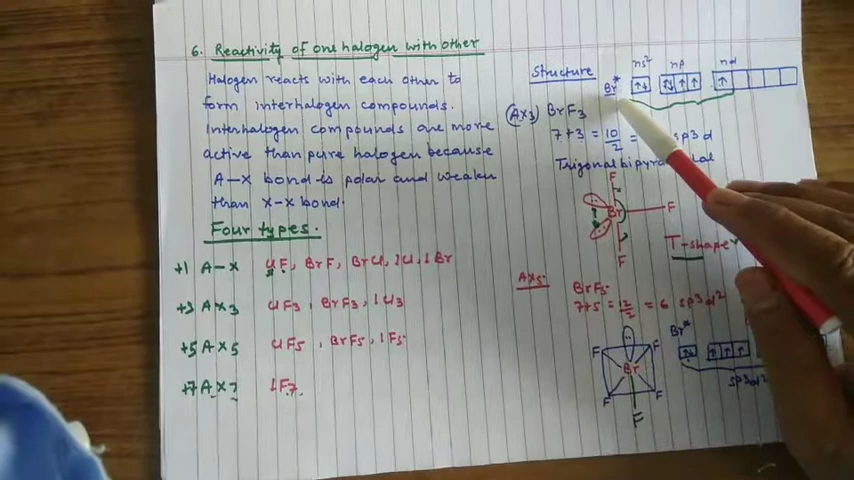 6. Reactivity of one halogen with other
Halogen reacts with each other to
form interhalogen compounds.
Interhalogen compounds are more
active than pure halogen because
A-X bond is polar and weaker
than X-X bond.
Four types.
+1 A-X ClF, BrF, BrCl, ICl, IBr
+3 AX3 ClF3, BrF3, ICl3
+5 AX5 ClF5, BrF5, IF5
+7 AX7 IF7.
Structure
Br* ns² np nd
(AX3) BrF3
7+3 = 10/2 = sp3d
Trigonal bipyra al
F
Br F
F
T-shape
AX5 BrF5
7+5 = 12/2 = 6 sp3d²
Br*
F F
Br
F F
F
sp3d²